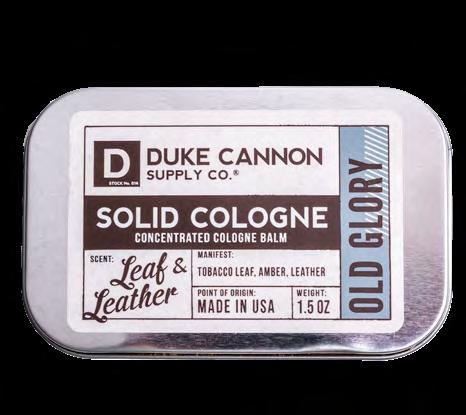 D
STOCK No. 014
DUKE CANNON
SUPPLY CO.®
SOLID COLOGNE
CONCENTRATED COLOGNE BALM
SCENT:
Leaf &
Leather
MANIFEST:
TOBACCO LEAF, AMBER, LEATHER
POINT OF ORIGIN:
MADE IN USA
WEIGHT:
1.5 OZ
OLD GLORY